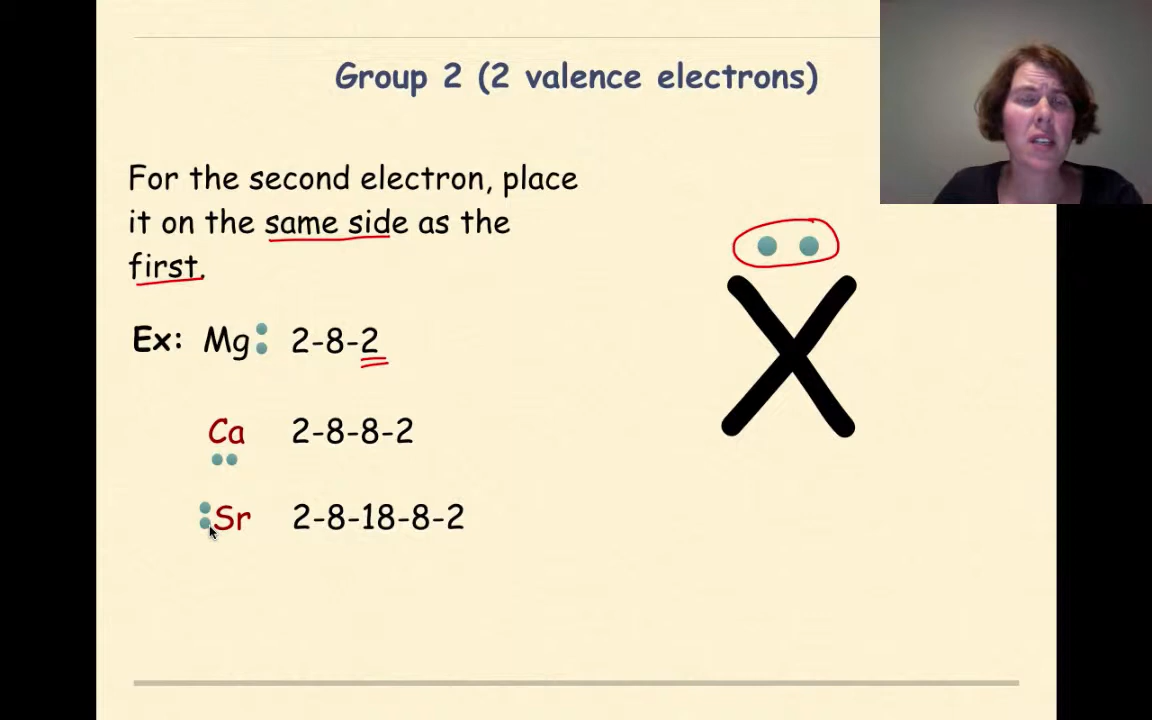 Group 2 (2 valence electrons)
For the second electron, place
it on the same side as the
first.
Ex: Mg 2-8-2
Ca 2-8-8-2
Sr 2-8-18-8-2
X